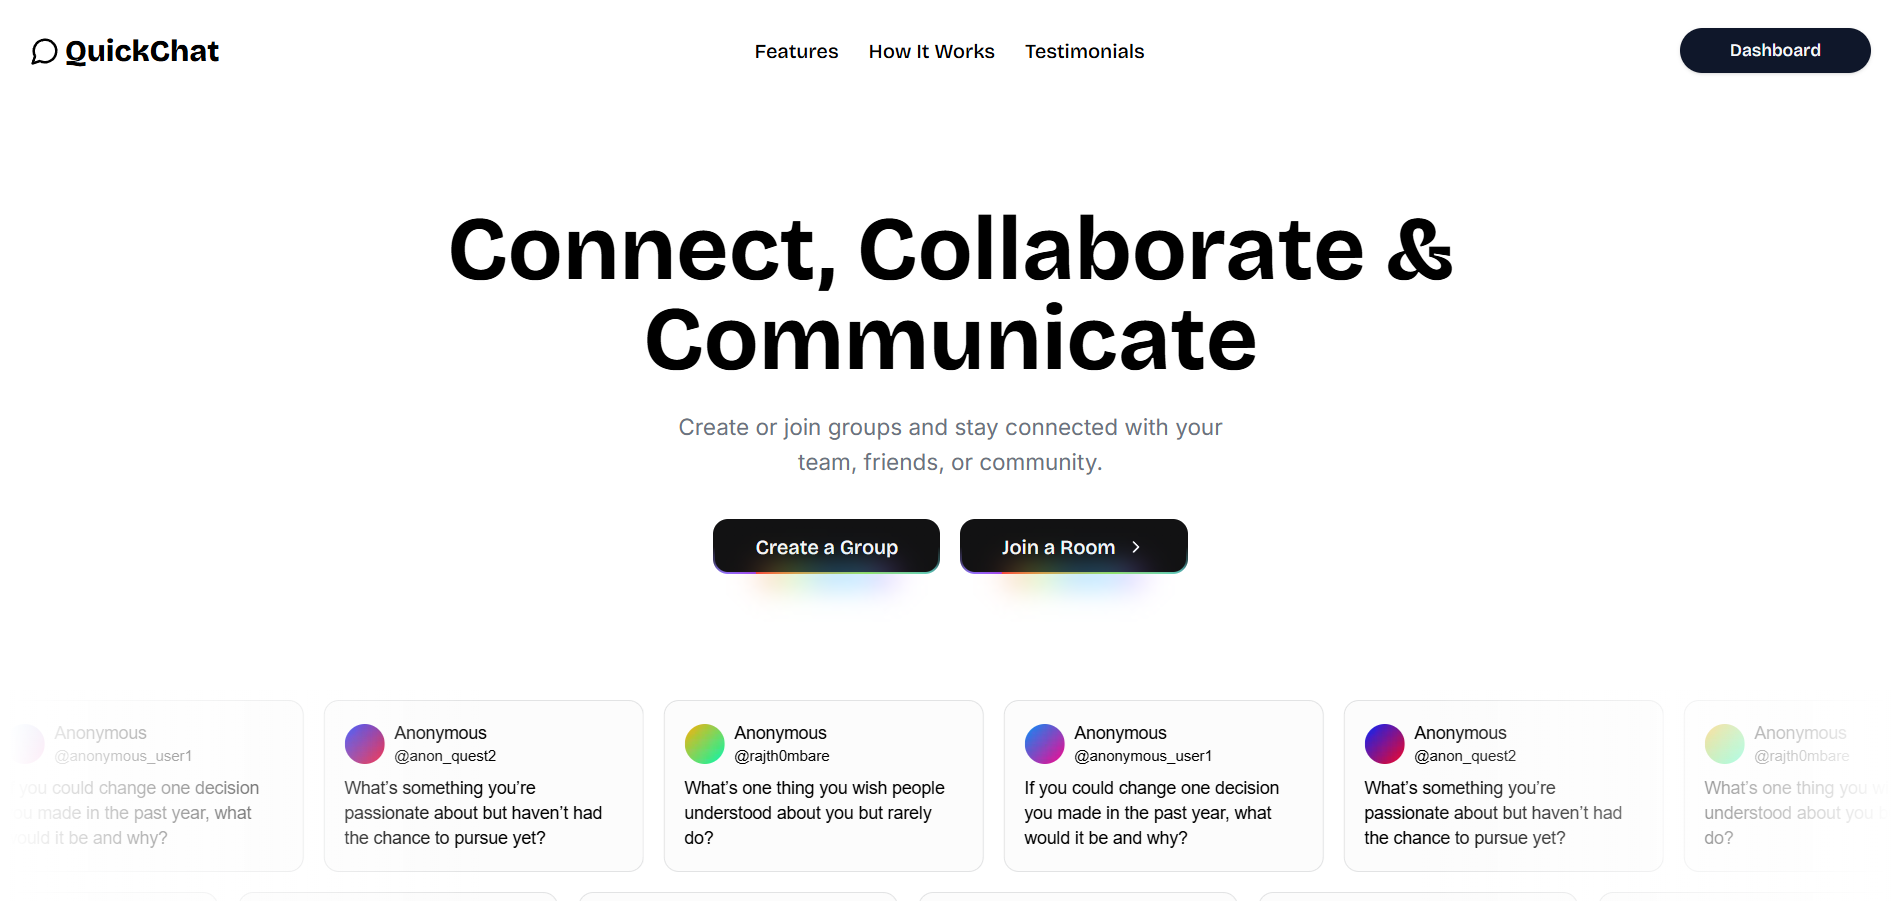 QuickChat
Features
How It Works
Testimonials
Dashboard
Connect, Collaborate &
Communicate
Create or join groups and stay connected with your
team, friends, or community.
Create a Group
Join a Room
Anonymous
@anonymous_user1
you could change one decision
you made in the past year, what
would it be and why?
Anonymous
@anon_quest2
What’s something you’re
passionate about but haven’t had
the chance to pursue yet?
Anonymous
@rajth0mbare
What’s one thing you wish people
understood about you but rarely
do?
Anonymous
@anonymous_user1
If you could change one decision
you made in the past year, what
would it be and why?
Anonymous
@anon_quest2
What’s something you’re
passionate about but haven’t had
the chance to pursue yet?
Anonymous
@rajth0mbare
What’s one thing you
understood about you
do?